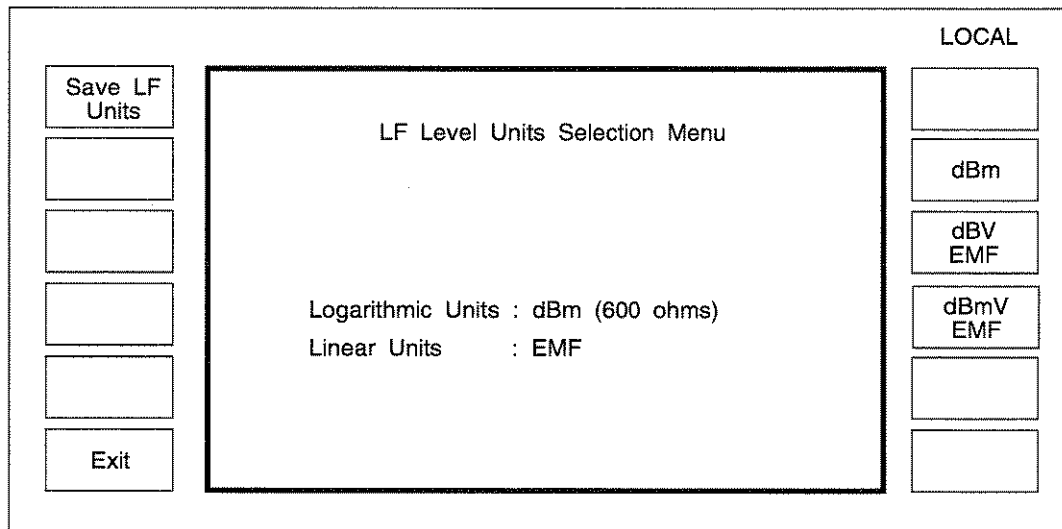 LOCAL
Save LF
Units
LF Level Units Selection Menu
dBm
dBV
EMF
Logarithmic Units : dBm (600 ohms)
Linear Units : EMF
dBmV
EMF
Exit